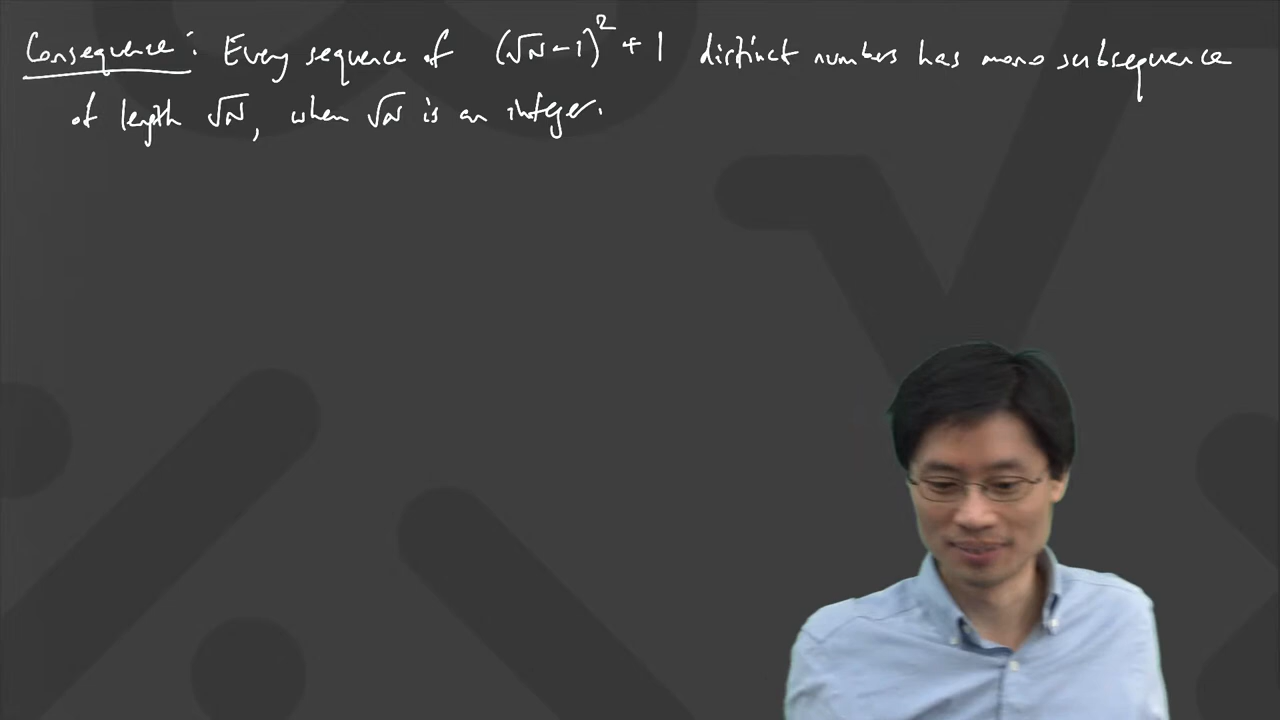 Consequence: Every sequence of (√N-1)² + 1 distinct numbers has mono subsequence
of length √N, when √N is an integer.